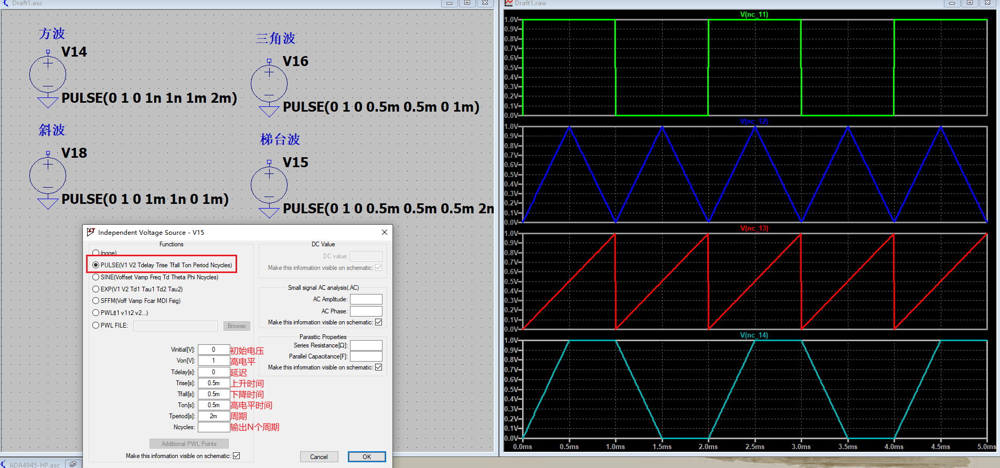 Draft1.asc
方波
V14
PULSE(0 1 0 1n 1n 1m 2m)
三角波
V16
PULSE(0 1 0 0.5m 0.5m 0 1m)
斜波
V18
PULSE(0 1 0 1m 1n 0 1m)
梯台波
V15
PULSE(0 1 0 0.5m 0.5m 0.5m 2m
Independent Voltage Source - V15
Functions
(none)
PULSE(V1 V2 Tdelay Trise Tfall Ton Period Ncycles)
SINE(Voffset Vamp Freq Td Theta Phi Ncycles)
EXP(V1 V2 Td1 Tau1 Td2 Tau2)
SFFM(Voff Vamp Fcar MDI Fsig)
PWL(t1 v1 t2 v2...)
PWL FILE:
Browse
Vinitial[V]: 0 初始电压
Von[V]: 1 高电平
Tdelay[s]: 0 延迟
Trise[s]: 0.5m 上升时间
Tfall[s]: 0.5m 下降时间
Ton[s]: 0.5m 高电平时间
Tperiod[s]: 2m 周期
Ncycles: 输出N个周期
Additional PWL Points
Make this information visible on schematic:
DC Value
DC value:
Make this information visible on schematic:
Small signal AC analysis(.AC)
AC Amplitude:
AC Phase:
Make this information visible on schematic:
Parasitic Properties
Series Resistance[Ω]:
Parallel Capacitance[F]:
Make this information visible on schematic:
Cancel
OK
ADA4945-HP.asc
Draft1.raw
V(nc_11)
1.0V
0.9V
0.8V
0.7V
0.6V
0.5V
0.4V
0.3V
0.2V
0.1V
0.0V
V(nc_12)
1.0V
0.9V
0.8V
0.7V
0.6V
0.5V
0.4V
0.3V
0.2V
0.1V
0.0V
V(nc_13)
1.0V
0.9V
0.8V
0.7V
0.6V
0.5V
0.4V
0.3V
0.2V
0.1V
0.0V
V(nc_14)
1.0V
0.9V
0.8V
0.7V
0.6V
0.5V
0.4V
0.3V
0.2V
0.1V
0.0V
0.0ms 0.5ms 1.0ms 1.5ms 2.0ms 2.5ms 3.0ms 3.5ms 4.0ms 4.5ms 5.0ms